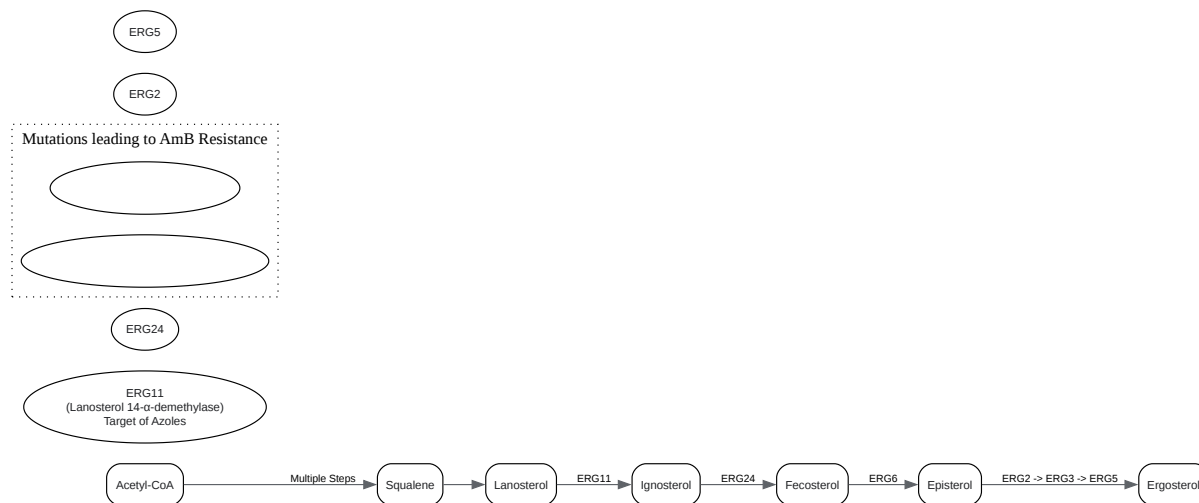 ERG5
ERG2
Mutations leading to AmB Resistance
ERG24
ERG11
(Lanosterol 14-α-demethylase)
Target of Azoles
Acetyl-CoA
Multiple Steps
Squalene
Lanosterol
ERG11
Ignosterol
ERG24
Fecosterol
ERG6
Episterol
ERG2 -> ERG3 -> ERG5
Ergosterol